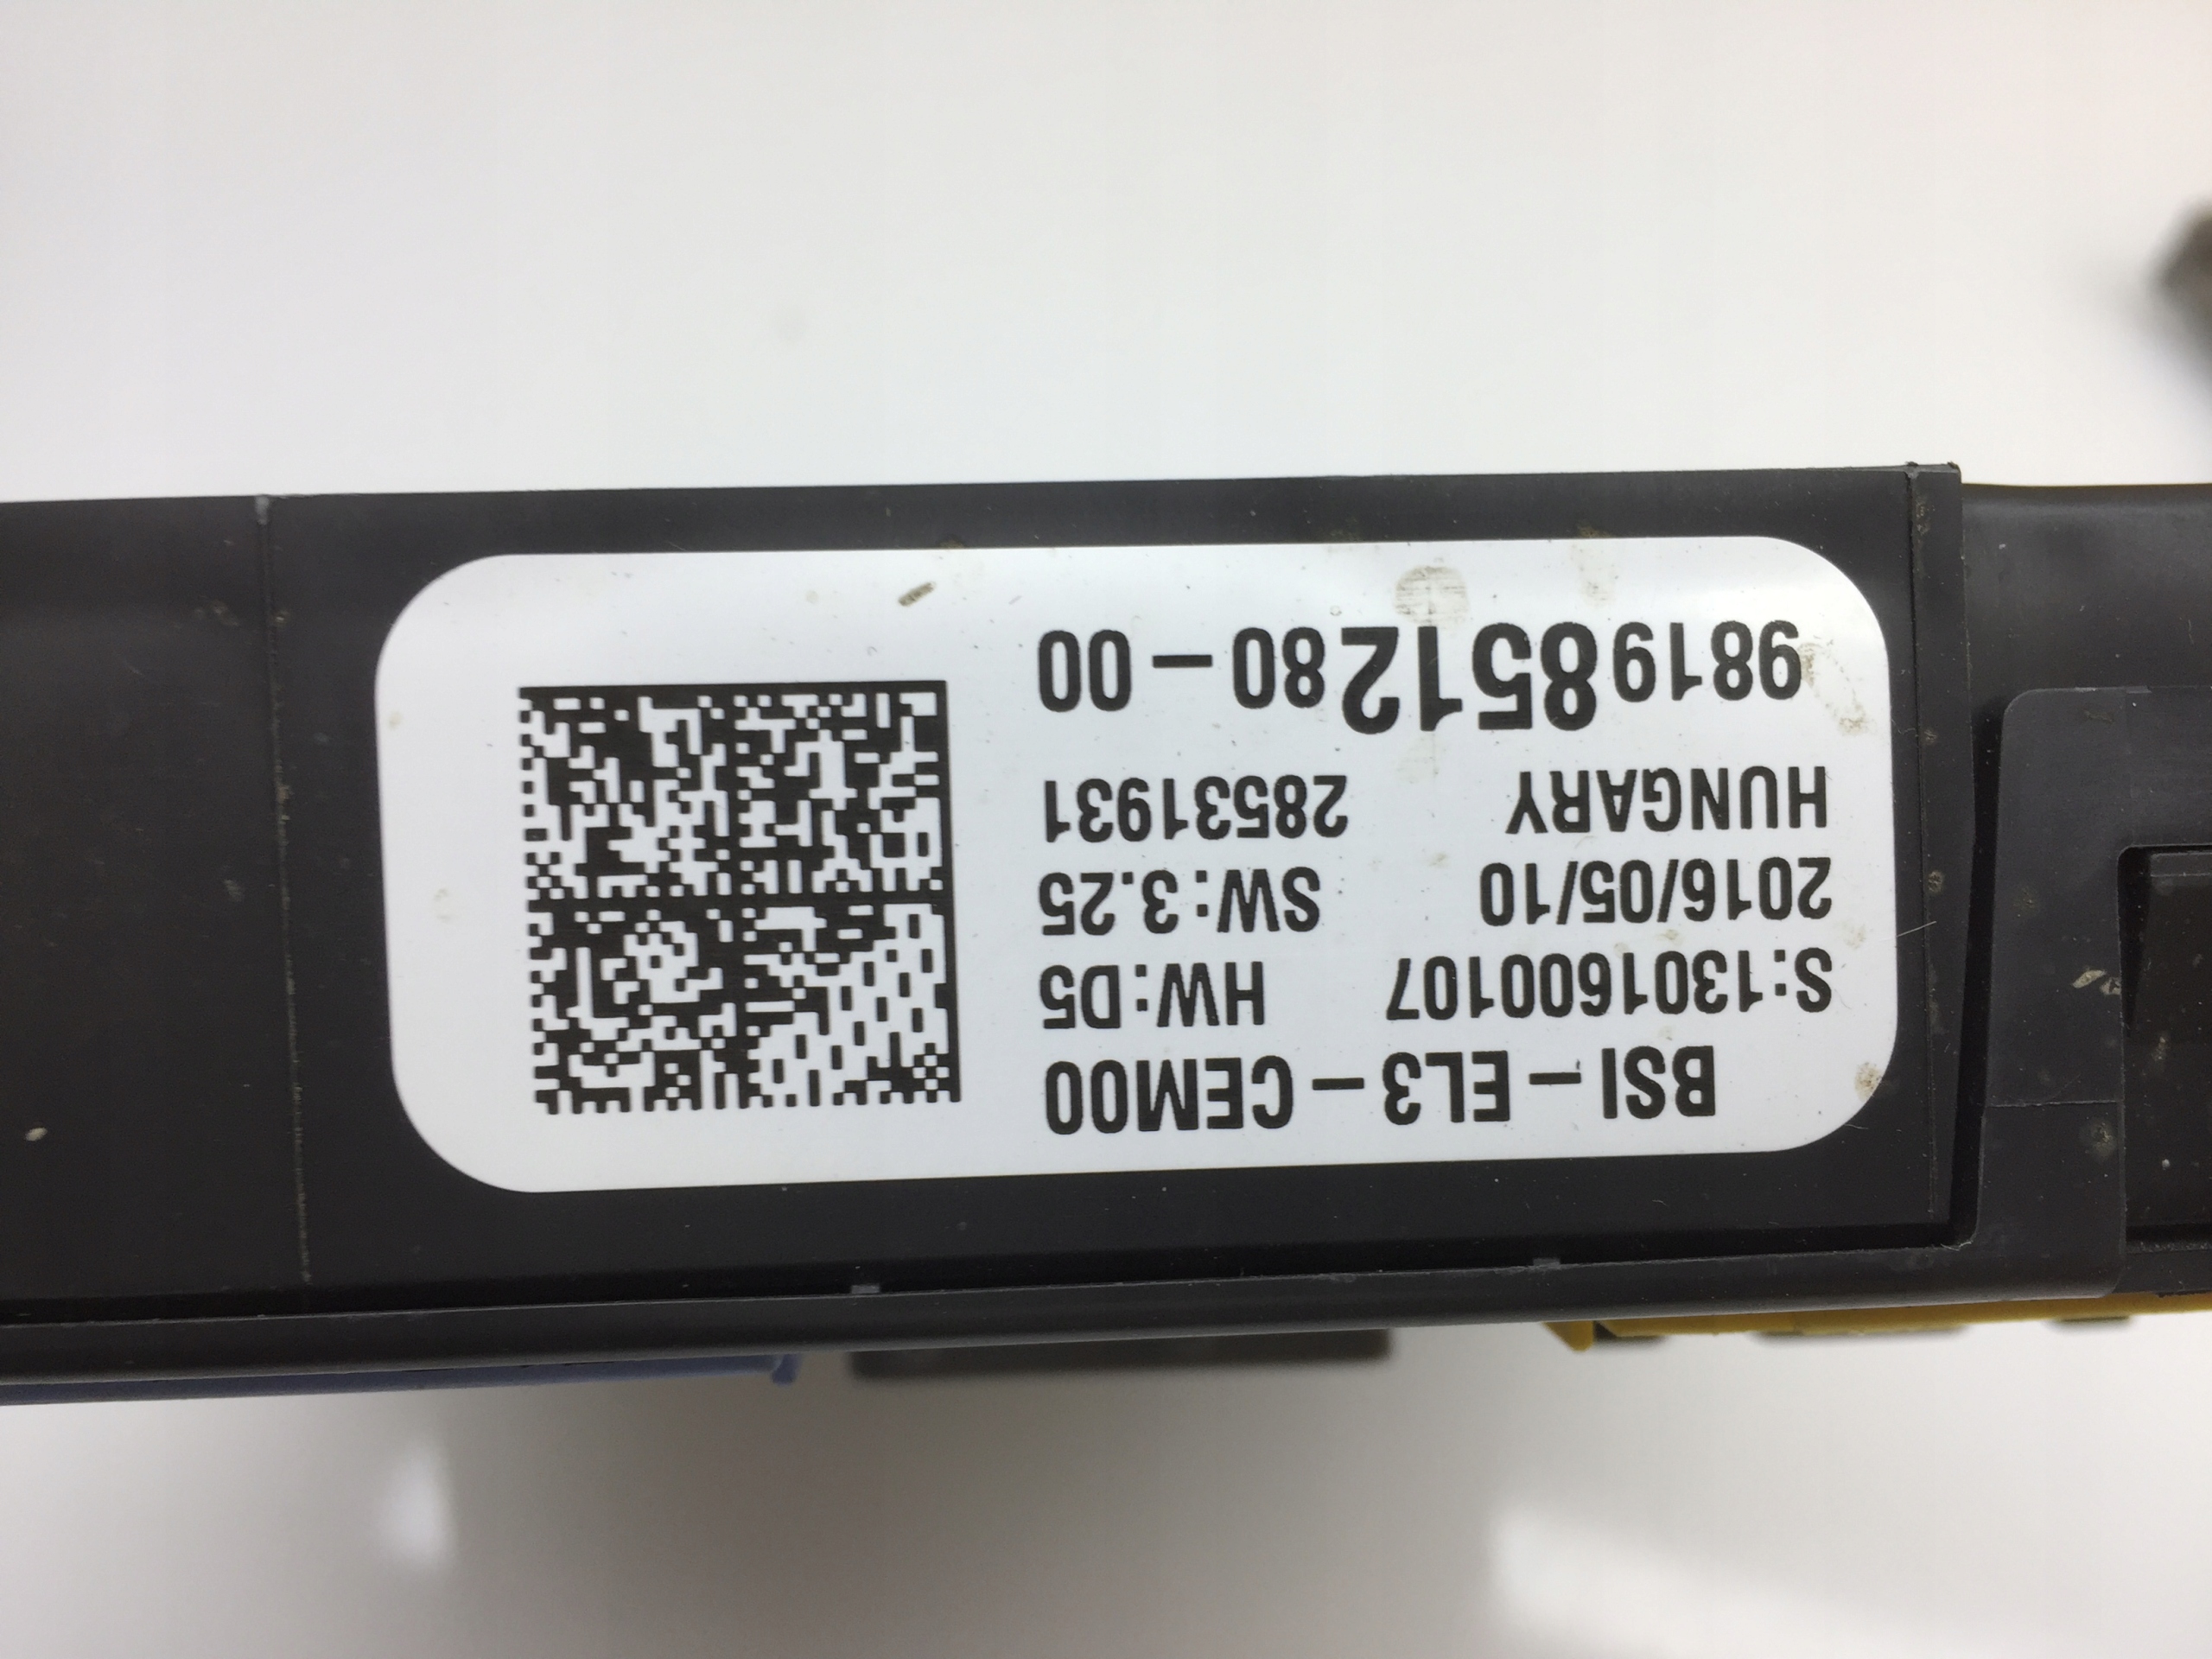 BSI-EL3-CEM00
S:1301600107 HW:D5
2016/05/10 SW:3.25
HUNGARY 28531931
9819851280-00